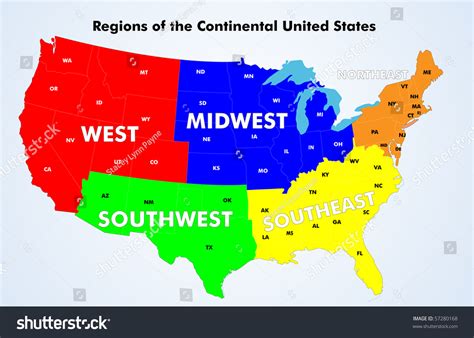 Regions of the Continental United States
NORTHEAST
WA
MT
ND
MN
ME
VT
NH
OR
ID
SD
WI
MI
NY
MA
WY
WEST
MIDWEST
CT
RI
PA
NJ
NV
UT
CO
NE
IA
IL
IN
OH
MD
DE
CA
KS
MO
WV
VA
KY
SOUTHWEST
SOUTHEAST
AZ
NM
OK
AR
TN
NC
SC
TX
LA
MS
AL
GA
FL
Stacey Lynn Payne
shutterstock
shutterstock
IMAGE ID: 57280168
www.shutterstock.com